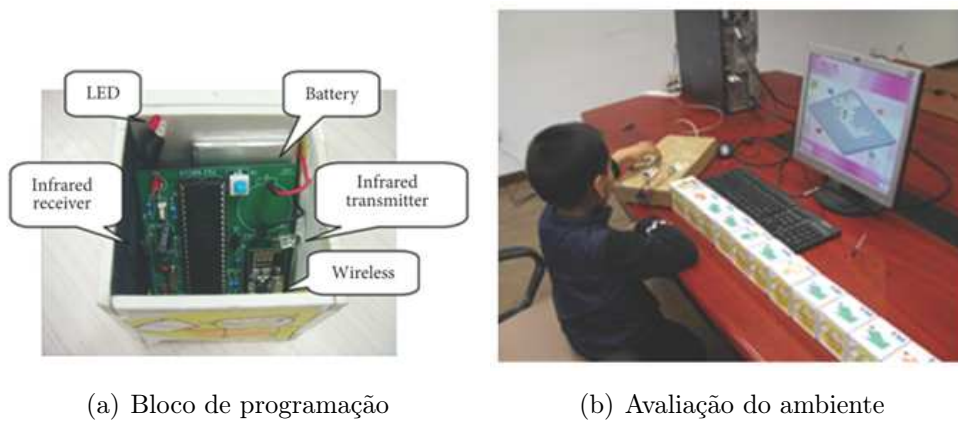 LED
Battery
Infrared
receiver
Infrared
transmitter
Wireless
(a) Bloco de programação
(b) Avaliação do ambiente